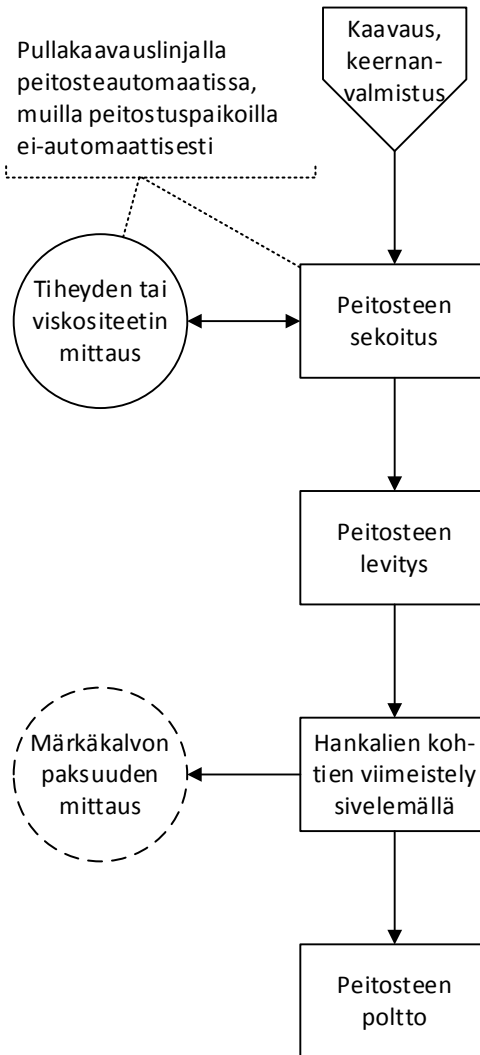 Pullakaavauslinjalla
peitosteautomaatissa,
muilla peitostuspaikoilla
ei-automaattisesti
Kaavaus,
keernan-
valmistus
Tiheyden tai
viskositeetin
mittaus
Peitosteen
sekoitus
Peitosteen
levitys
Märkäkalvon
paksuuden
mittaus
Hankalien koh-
tien viimeistely
sivelemällä
Peitosteen
poltto